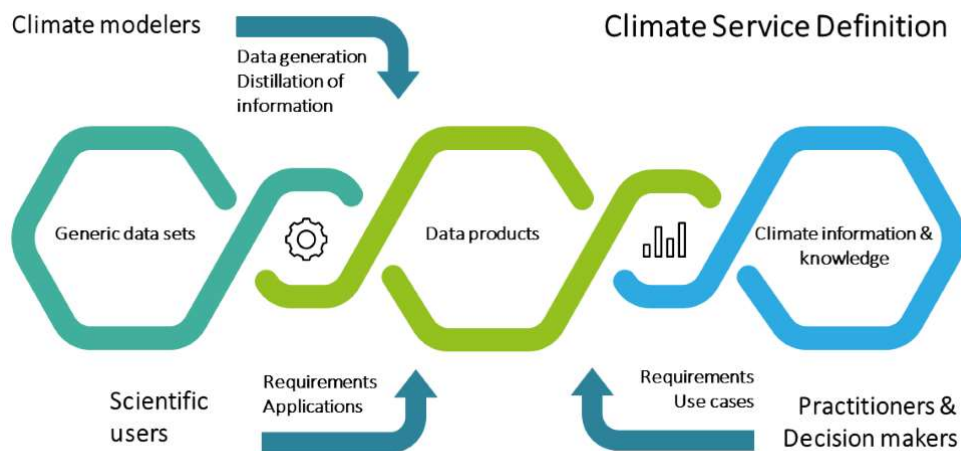 Climate modelers
Climate Service Definition
Data generation
Distillation of
information
Generic data sets
Data products
Climate information &
knowledge
Scientific
users
Requirements
Applications
Requirements
Use cases
Practitioners &
Decision makers